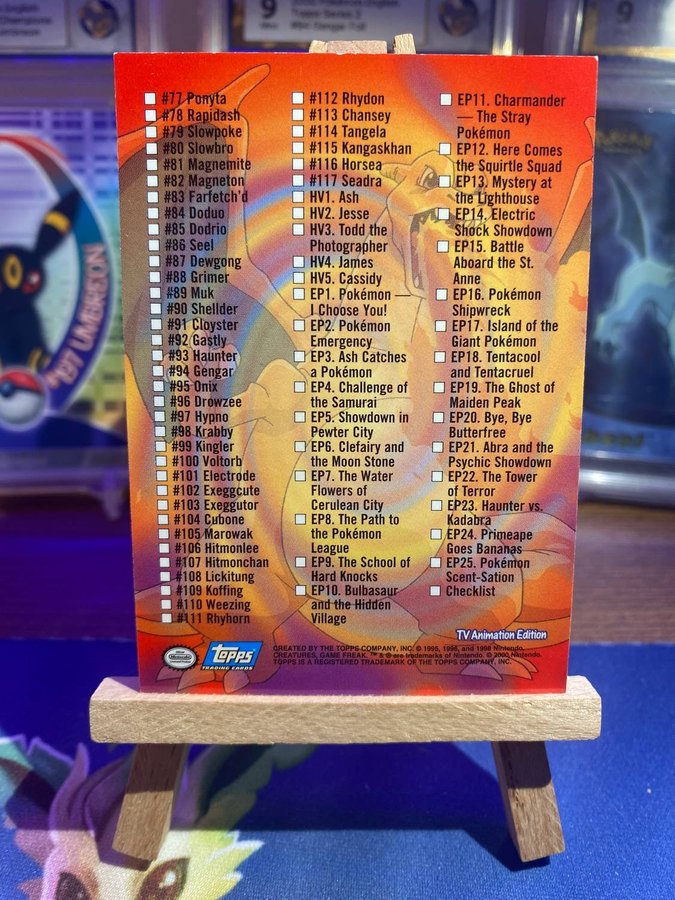 9
9
#197 UMBREON
#77 Ponyta
#78 Rapidash
#79 Slowpoke
#80 Slowbro
#81 Magnemite
#82 Magneton
#83 Farfetch'd
#84 Doduo
#85 Dodrio
#86 Seel
#87 Dewgong
#88 Grimer
#89 Muk
#90 Shellder
#91 Cloyster
#92 Gastly
#93 Haunter
#94 Gengar
#95 Onix
#96 Drowzee
#97 Hypno
#98 Krabby
#99 Kingler
#100 Voltorb
#101 Electrode
#102 Exeggcute
#103 Exeggutor
#104 Cubone
#105 Marowak
#106 Hitmonlee
#107 Hitmonchan
#108 Lickitung
#109 Koffing
#110 Weezing
#111 Rhyhorn
#112 Rhydon
#113 Chansey
#114 Tangela
#115 Kangaskhan
#116 Horsea
#117 Seadra
HV1. Ash
HV2. Jesse
HV3. Todd the
Photographer
HV4. James
HV5. Cassidy
EP1. Pokémon —
I Choose You!
EP2. Pokémon
Emergency
EP3. Ash Catches
a Pokémon
EP4. Challenge of
the Samurai
EP5. Showdown in
Pewter City
EP6. Clefairy and
the Moon Stone
EP7. The Water
Flowers of
Cerulean City
EP8. The Path to
the Pokémon
League
EP9. The School of
Hard Knocks
EP10. Bulbasaur
and the Hidden
Village
EP11. Charmander
— The Stray
Pokémon
EP12. Here Comes
the Squirtle Squad
EP13. Mystery at
the Lighthouse
EP14. Electric
Shock Showdown
EP15. Battle
Aboard the St.
Anne
EP16. Pokémon
Shipwreck
EP17. Island of the
Giant Pokémon
EP18. Tentacool
and Tentacruel
EP19. The Ghost of
Maiden Peak
EP20. Bye, Bye
Butterfree
EP21. Abra and the
Psychic Showdown
EP22. The Tower
of Terror
EP23. Haunter vs.
Kadabra
EP24. Primeape
Goes Bananas
EP25. Pokémon
Scent-Sation
Checklist
TV Animation Edition
Nintendo
topps
TRADING CARDS
CREATED BY THE TOPPS COMPANY, INC. © 1995, 1996, and 1998 Nintendo,
CREATURES, GAME FREAK. ™ & ® are trademarks of Nintendo. © 2000 Nintendo.
TOPPS IS A REGISTERED TRADEMARK OF THE TOPPS COMPANY, INC.